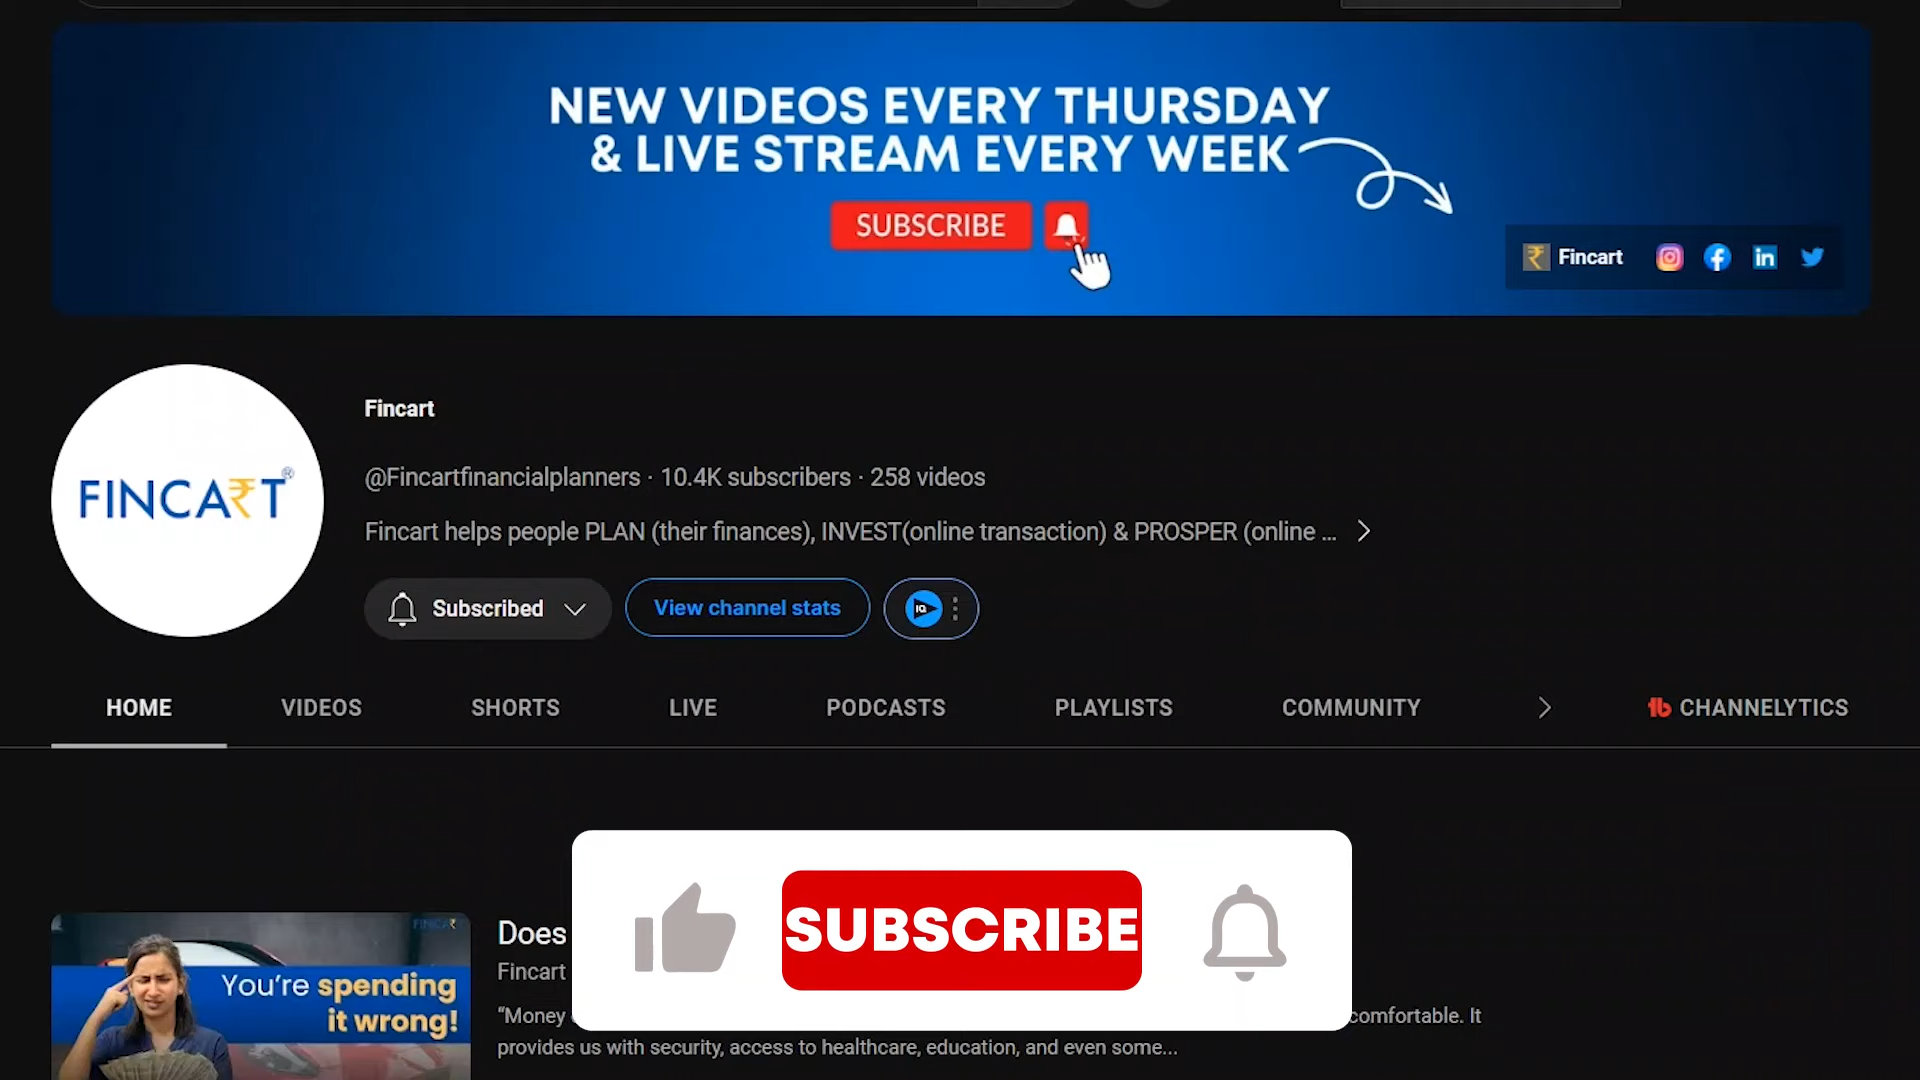 NEW VIDEOS EVERY THURSDAY
& LIVE STREAM EVERY WEEK
SUBSCRIBE
Fincart
FINCA₹T
Fincart
@Fincartfinancialplanners · 10.4K subscribers · 258 videos
Fincart helps people PLAN (their finances), INVEST(online transaction) & PROSPER (online ...
Subscribed
View channel stats
IQ
HOME VIDEOS SHORTS LIVE PODCASTS PLAYLISTS COMMUNITY CHANNELYTICS
SUBSCRIBE
FINCA₹T
You're spending
it wrong!
Does
Fincart
“Money
comfortable. It
provides us with security, access to healthcare, education, and even some...